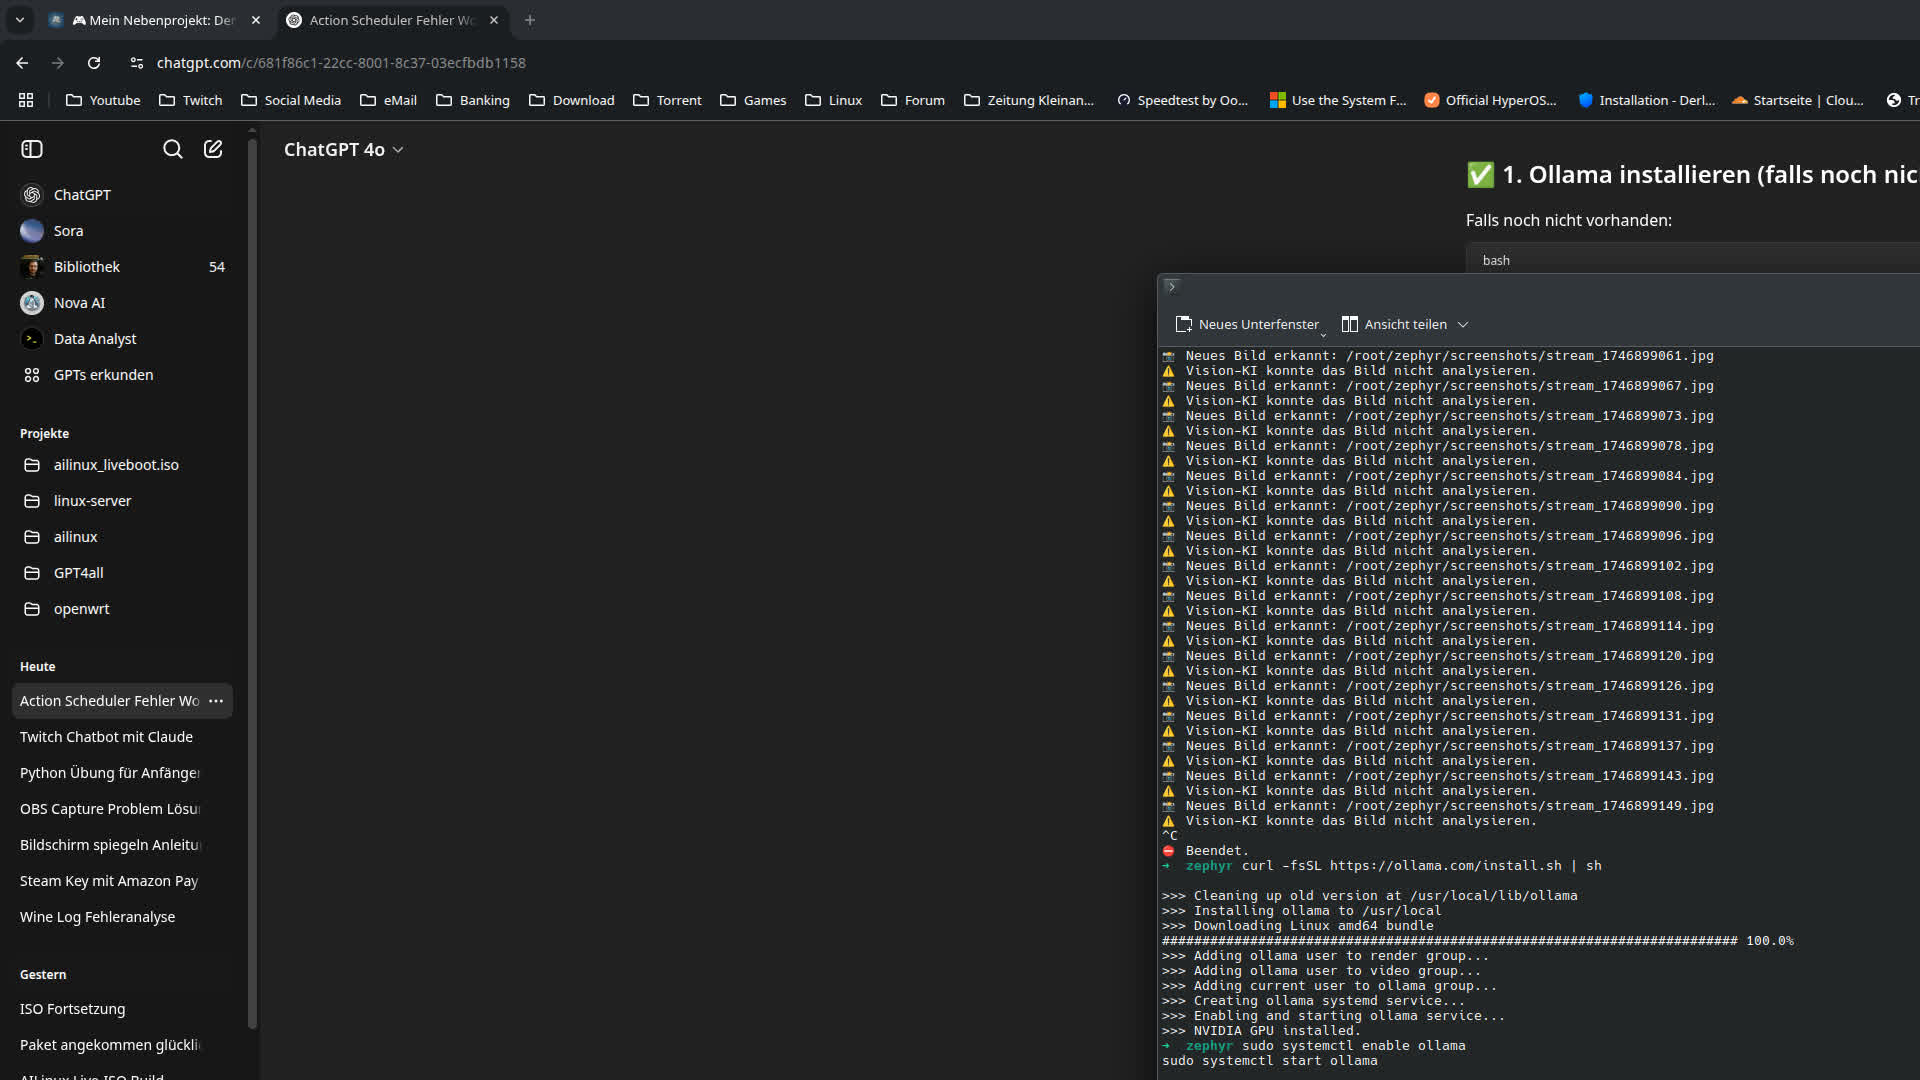 🎮 Mein Nebenprojekt: Der
Action Scheduler Fehler Wo
chatgpt.com/c/681f86c1-22cc-8001-8c37-03ecfbdb1158
Youtube
Twitch
Social Media
eMail
Banking
Download
Torrent
Games
Linux
Forum
Zeitung Kleinan...
Speedtest by Oo...
Use the System F...
Official HyperOS...
Installation - Derl...
Startseite | Clou...
Tr
ChatGPT
Sora
Bibliothek 54
Nova AI
Data Analyst
GPTs erkunden
Projekte
ailinux_liveboot.iso
linux-server
ailinux
GPT4all
openwrt
Heute
Action Scheduler Fehler Wo
Twitch Chatbot mit Claude
Python Übung für Anfänger
OBS Capture Problem Lösu
Bildschirm spiegeln Anleitu
Steam Key mit Amazon Pay
Wine Log Fehleranalyse
Gestern
ISO Fortsetzung
Paket angekommen glückli
AILinux Live ISO Build
ChatGPT 4o
✅ 1. Ollama installieren (falls noch nic
Falls noch nicht vorhanden:
bash
Neues Unterfenster
Ansicht teilen
📸 Neues Bild erkannt: /root/zephyr/screenshots/stream_1746899061.jpg
⚠️ Vision-KI konnte das Bild nicht analysieren.
📸 Neues Bild erkannt: /root/zephyr/screenshots/stream_1746899067.jpg
⚠️ Vision-KI konnte das Bild nicht analysieren.
📸 Neues Bild erkannt: /root/zephyr/screenshots/stream_1746899073.jpg
⚠️ Vision-KI konnte das Bild nicht analysieren.
📸 Neues Bild erkannt: /root/zephyr/screenshots/stream_1746899078.jpg
⚠️ Vision-KI konnte das Bild nicht analysieren.
📸 Neues Bild erkannt: /root/zephyr/screenshots/stream_1746899084.jpg
⚠️ Vision-KI konnte das Bild nicht analysieren.
📸 Neues Bild erkannt: /root/zephyr/screenshots/stream_1746899090.jpg
⚠️ Vision-KI konnte das Bild nicht analysieren.
📸 Neues Bild erkannt: /root/zephyr/screenshots/stream_1746899096.jpg
⚠️ Vision-KI konnte das Bild nicht analysieren.
📸 Neues Bild erkannt: /root/zephyr/screenshots/stream_1746899102.jpg
⚠️ Vision-KI konnte das Bild nicht analysieren.
📸 Neues Bild erkannt: /root/zephyr/screenshots/stream_1746899108.jpg
⚠️ Vision-KI konnte das Bild nicht analysieren.
📸 Neues Bild erkannt: /root/zephyr/screenshots/stream_1746899114.jpg
⚠️ Vision-KI konnte das Bild nicht analysieren.
📸 Neues Bild erkannt: /root/zephyr/screenshots/stream_1746899120.jpg
⚠️ Vision-KI konnte das Bild nicht analysieren.
📸 Neues Bild erkannt: /root/zephyr/screenshots/stream_1746899126.jpg
⚠️ Vision-KI konnte das Bild nicht analysieren.
📸 Neues Bild erkannt: /root/zephyr/screenshots/stream_1746899131.jpg
⚠️ Vision-KI konnte das Bild nicht analysieren.
📸 Neues Bild erkannt: /root/zephyr/screenshots/stream_1746899137.jpg
⚠️ Vision-KI konnte das Bild nicht analysieren.
📸 Neues Bild erkannt: /root/zephyr/screenshots/stream_1746899143.jpg
⚠️ Vision-KI konnte das Bild nicht analysieren.
📸 Neues Bild erkannt: /root/zephyr/screenshots/stream_1746899149.jpg
⚠️ Vision-KI konnte das Bild nicht analysieren.
^C
⛔ Beendet.
➜ zephyr curl -fsSL https://ollama.com/install.sh | sh
>>> Cleaning up old version at /usr/local/lib/ollama
>>> Installing ollama to /usr/local
>>> Downloading Linux amd64 bundle
######################################################################## 100.0%
>>> Adding ollama user to render group...
>>> Adding ollama user to video group...
>>> Adding current user to ollama group...
>>> Creating ollama systemd service...
>>> Enabling and starting ollama service...
>>> NVIDIA GPU installed.
➜ zephyr sudo systemctl enable ollama
sudo systemctl start ollama